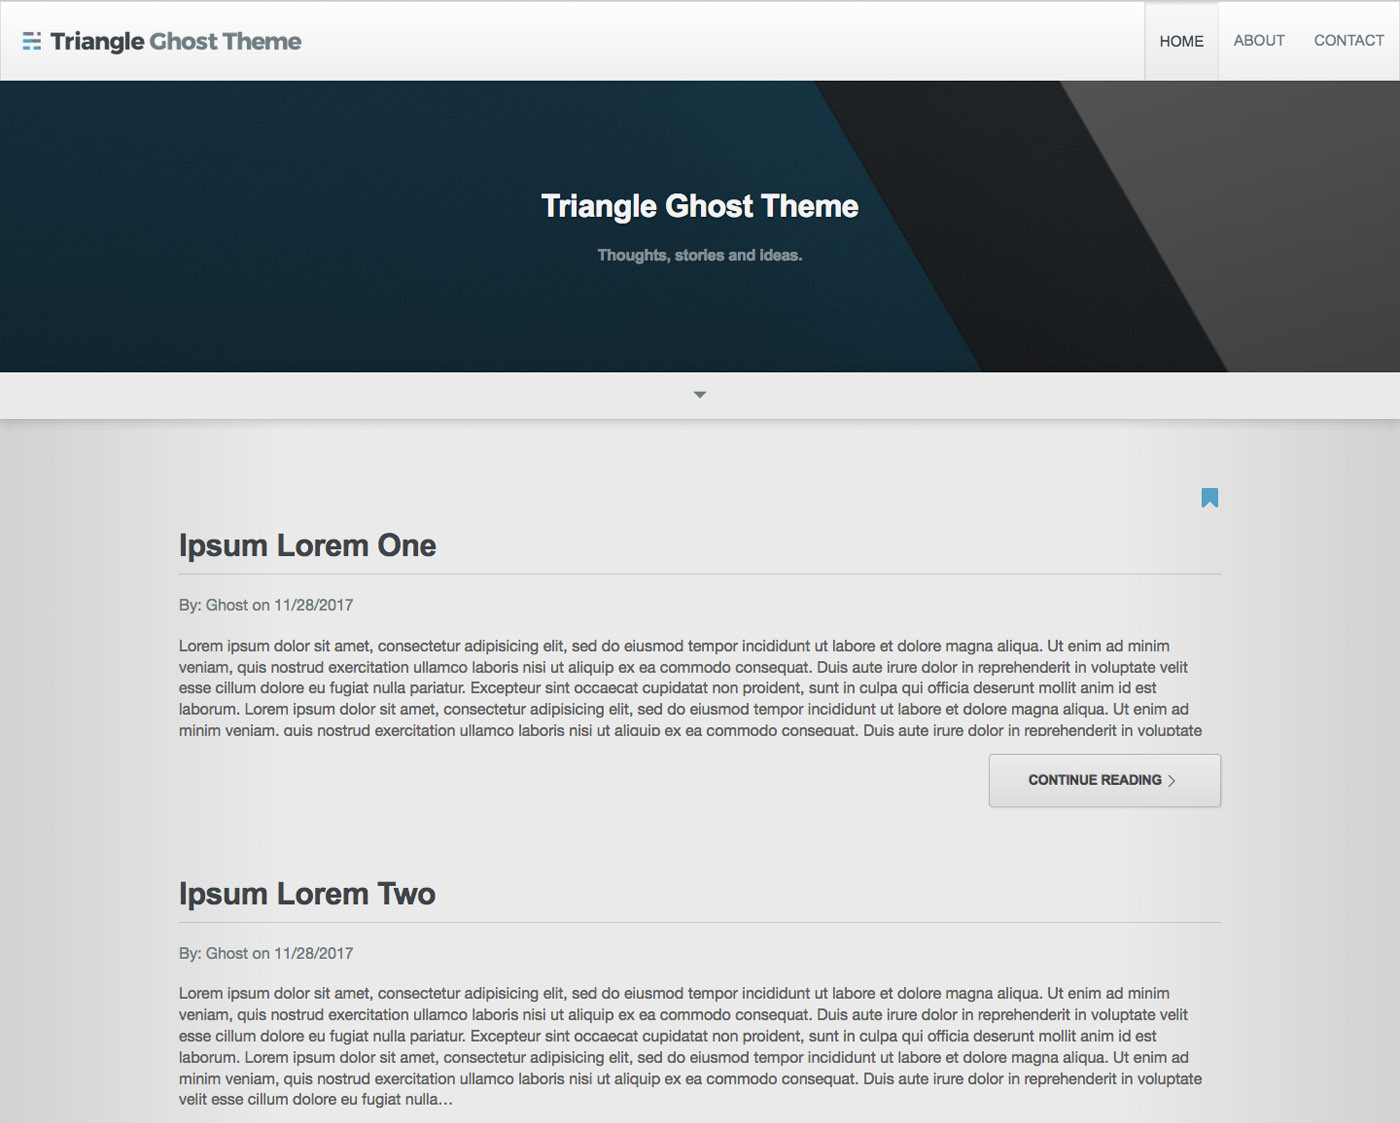 Triangle Ghost Theme
HOME
ABOUT
CONTACT
Triangle Ghost Theme
Thoughts, stories and ideas.
Ipsum Lorem One
By: Ghost on 11/28/2017
Lorem ipsum dolor sit amet, consectetur adipisicing elit, sed do eiusmod tempor incididunt ut labore et dolore magna aliqua. Ut enim ad minim
veniam, quis nostrud exercitation ullamco laboris nisi ut aliquip ex ea commodo consequat. Duis aute irure dolor in reprehenderit in voluptate velit
esse cillum dolore eu fugiat nulla pariatur. Excepteur sint occaecat cupidatat non proident, sunt in culpa qui officia deserunt mollit anim id est
laborum. Lorem ipsum dolor sit amet, consectetur adipisicing elit, sed do eiusmod tempor incididunt ut labore et dolore magna aliqua. Ut enim ad
minim veniam, quis nostrud exercitation ullamco laboris nisi ut aliquip ex ea commodo consequat. Duis aute irure dolor in reprehenderit in voluptate
CONTINUE READING
Ipsum Lorem Two
By: Ghost on 11/28/2017
Lorem ipsum dolor sit amet, consectetur adipisicing elit, sed do eiusmod tempor incididunt ut labore et dolore magna aliqua. Ut enim ad minim
veniam, quis nostrud exercitation ullamco laboris nisi ut aliquip ex ea commodo consequat. Duis aute irure dolor in reprehenderit in voluptate velit
esse cillum dolore eu fugiat nulla pariatur. Excepteur sint occaecat cupidatat non proident, sunt in culpa qui officia deserunt mollit anim id est
laborum. Lorem ipsum dolor sit amet, consectetur adipisicing elit, sed do eiusmod tempor incididunt ut labore et dolore magna aliqua. Ut enim ad
minim veniam, quis nostrud exercitation ullamco laboris nisi ut aliquip ex ea commodo consequat. Duis aute irure dolor in reprehenderit in voluptate
velit esse cillum dolore eu fugiat nulla…